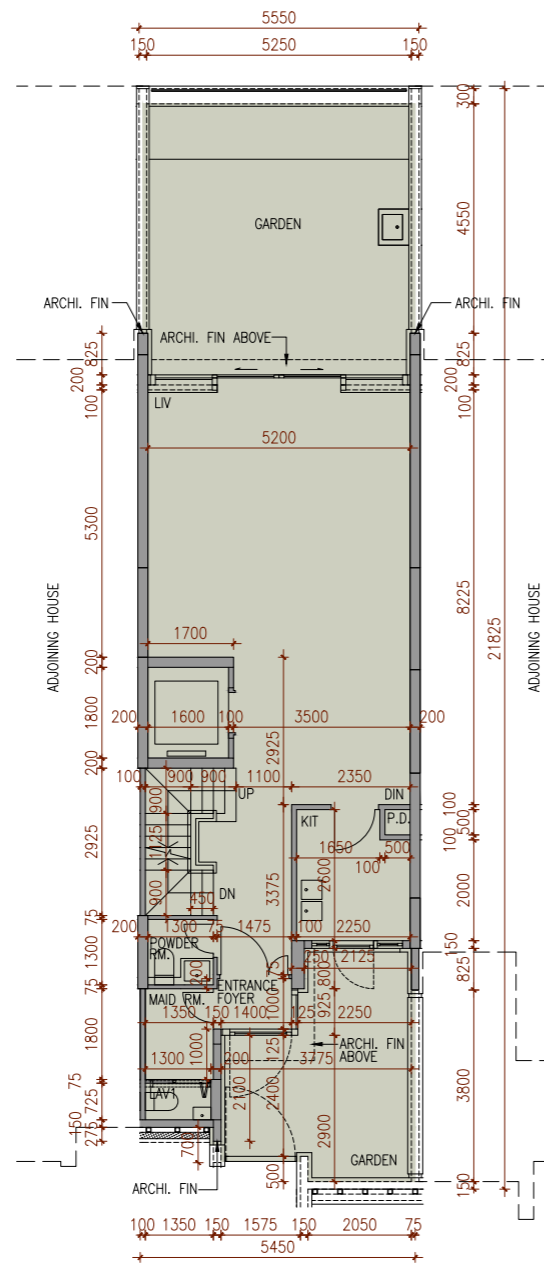 5550
150 5250 150
300
GARDEN
4550
21825
ARCHI. FIN
ARCHI. FIN
ARCHI. FIN ABOVE
825
825
200
200
100
100
LIV
5200
5300
8225
ADJOINING HOUSE
ADJOINING HOUSE
1700
200
1800
200 1600 100 3500 200
2925
200
100 900 900 1100 2350
UP
DIN
900
100
KIT
P.D.
500
1650 500
100
100
2925
1125
2600
3375
2000
900
450
DN
75
200 1300 75 1475 100 2250
150
POWDER
RM.
1300
200
75
250 2125
800
825
ENTRANCE
FOYER
75
MAID RM.
1000
925
1350 150 1400 125 2250
1800
1000
125
ARCHI. FIN
ABOVE
1300 200 3775
2100
2400
3800
75
LAV1
725
2900
150
275
70
GARDEN
500
150
ARCHI. FIN
100 1350 150 1575 150 2050 75
5450